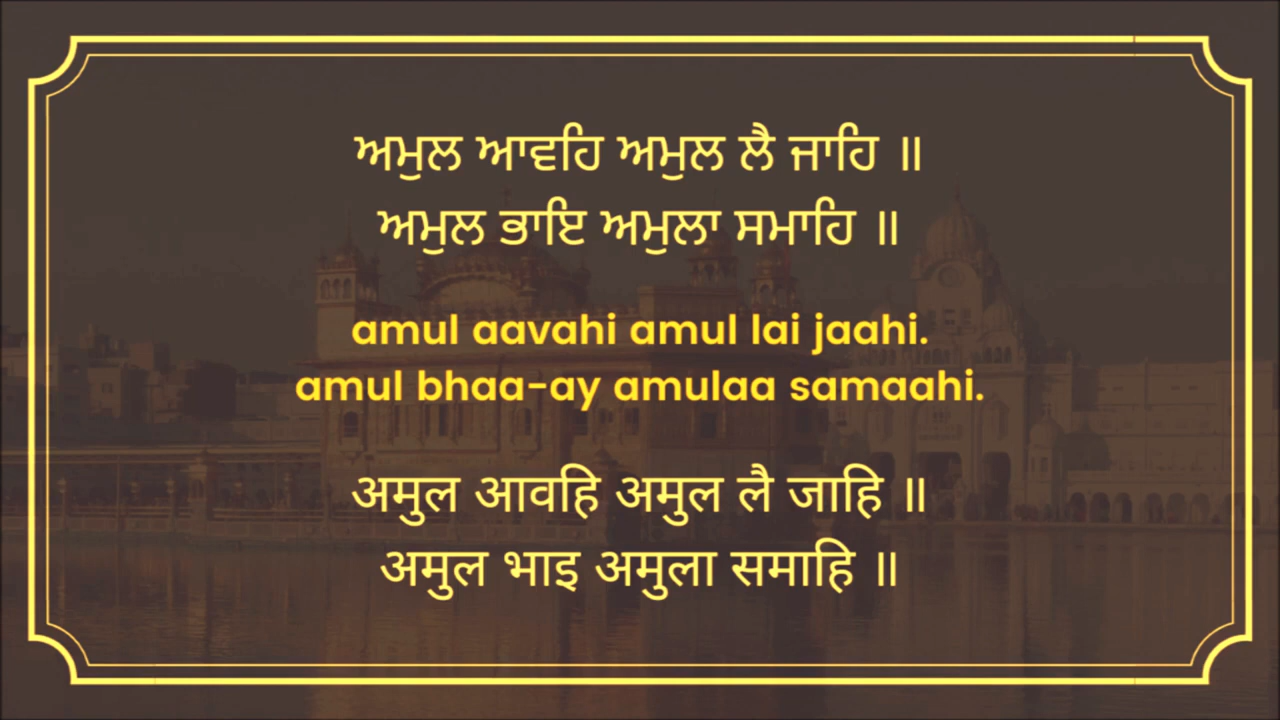 ਅਮੁਲ ਆਵਹਿ ਅਮੁਲ ਲੈ ਜਾਹਿ ॥
ਅਮੁਲ ਭਾਇ ਅਮੁਲਾ ਸਮਾਹਿ ॥
amul aavahi amul lai jaahi.
amul bhaa-ay amulaa samaahi.
अमुल आवहि अमुल लै जाहि ॥
अमुल भाइ अमुला समाहि ॥